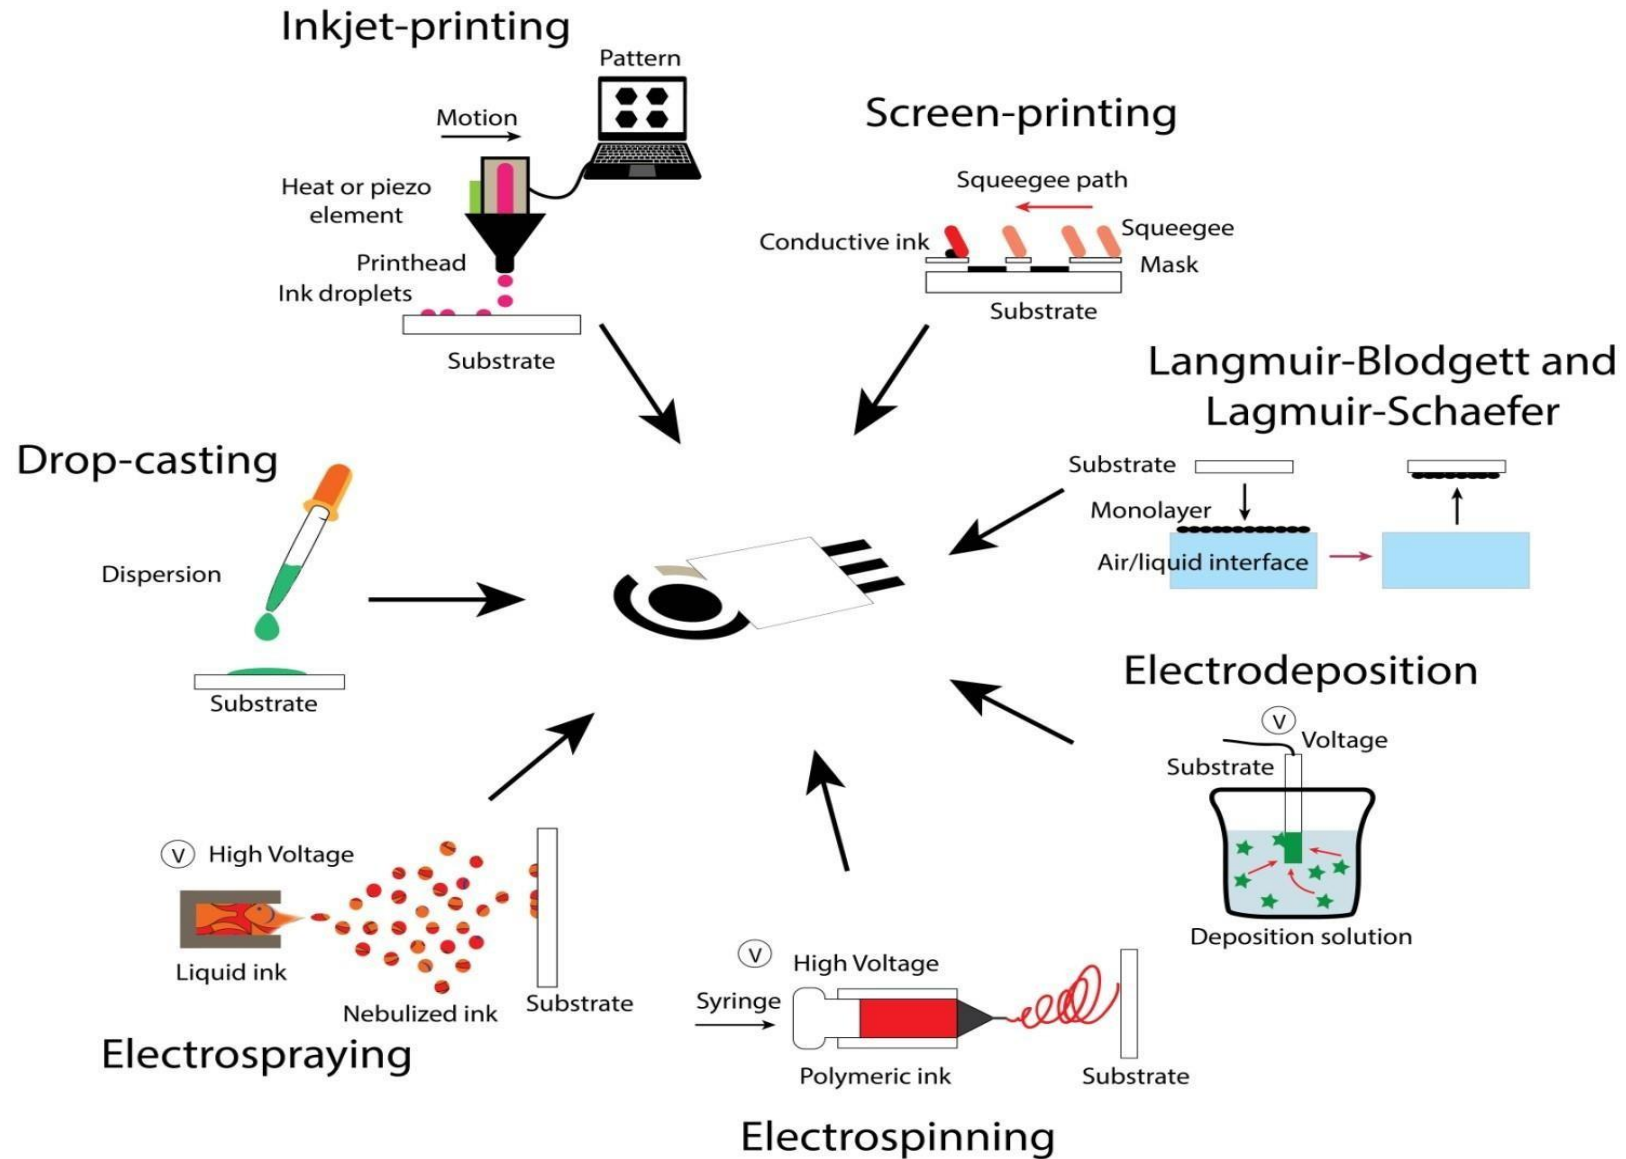 Inkjet-printing
Pattern
Motion
Heat or piezo
element
Printhead
Ink droplets
Substrate
Screen-printing
Squeegee path
Squeegee
Conductive ink
Mask
Substrate
Langmuir-Blodgett and
Lagmuir-Schaefer
Substrate
Monolayer
Air/liquid interface
Drop-casting
Dispersion
Substrate
Electrodeposition
V
Voltage
Substrate
Deposition solution
V
High Voltage
Liquid ink
Nebulized ink
Substrate
Electrospraying
V
High Voltage
Syringe
Polymeric ink
Substrate
Electrospinning